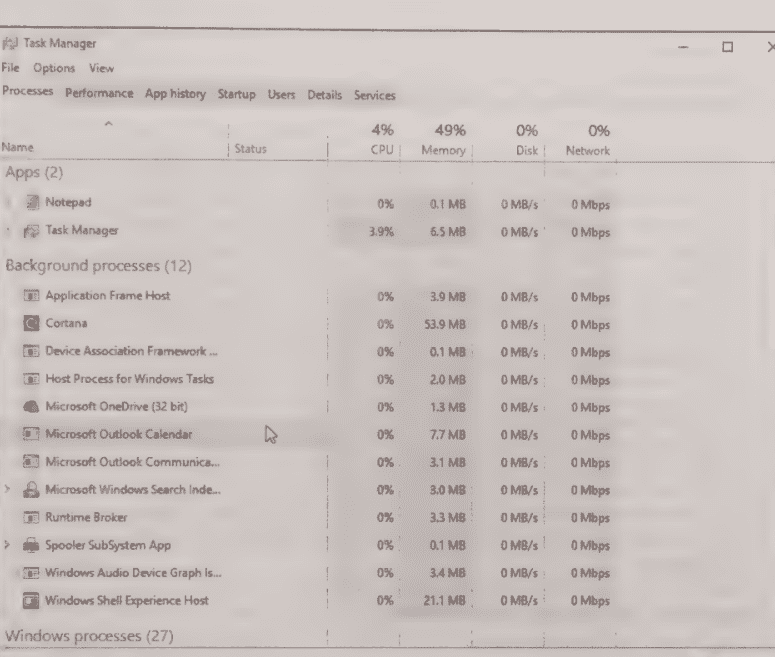 Task Manager
File Options View
Processes Performance App history Startup Users Details Services
4% 49% 0% 0%
Name Status CPU Memory Disk Network
Apps (2)
Notepad 0% 0.1 MB 0 MB/s 0 Mbps
Task Manager 3.9% 6.5 MB 0 MB/s 0 Mbps
Background processes (12)
Application Frame Host 0% 3.9 MB 0 MB/s 0 Mbps
Cortana 0% 53.9 MB 0 MB/s 0 Mbps
Device Association Framework ... 0% 0.1 MB 0 MB/s 0 Mbps
Host Process for Windows Tasks 0% 2.0 MB 0 MB/s 0 Mbps
Microsoft OneDrive (32 bit) 0% 1.3 MB 0 MB/s 0 Mbps
Microsoft Outlook Calendar 0% 7.7 MB 0 MB/s 0 Mbps
Microsoft Outlook Communica... 0% 3.1 MB 0 MB/s 0 Mbps
Microsoft Windows Search Inde... 0% 3.0 MB 0 MB/s 0 Mbps
Runtime Broker 0% 3.3 MB 0 MB/s 0 Mbps
Spooler SubSystem App 0% 0.1 MB 0 MB/s 0 Mbps
Windows Audio Device Graph Is... 0% 3.4 MB 0 MB/s 0 Mbps
Windows Shell Experience Host 0% 21.1 MB 0 MB/s 0 Mbps
Windows processes (27)